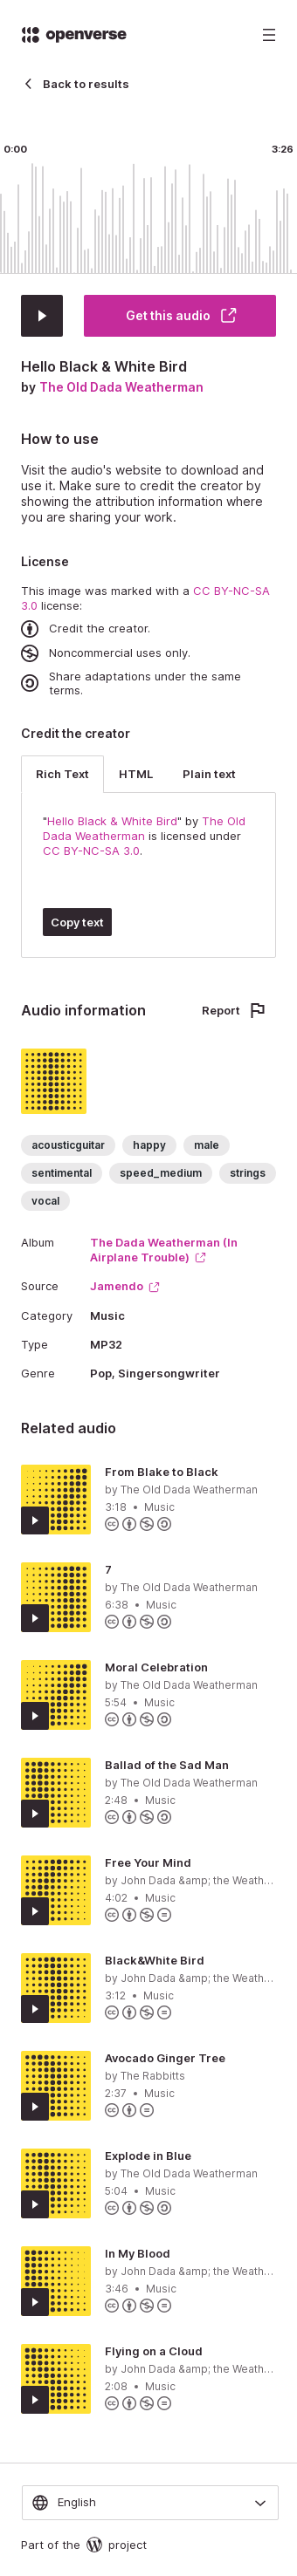 openverse
Back to results
0:00 3:26
Get this audio
Hello Black & White Bird
by The Old Dada Weatherman
How to use
Visit the audio's website to download and
use it. Make sure to credit the creator by
showing the attribution information where
you are sharing your work.
License
This image was marked with a CC BY-NC-SA
3.0 license:
Credit the creator.
Noncommercial uses only.
Share adaptations under the same
terms.
Credit the creator
Rich Text HTML Plain text
"Hello Black & White Bird" by The Old
Dada Weatherman is licensed under
CC BY-NC-SA 3.0.
Copy text
Audio information Report
acousticguitar happy male
sentimental speed_medium strings
vocal
Album The Dada Weatherman (In
Airplane Trouble)
Source Jamendo
Category Music
Type MP32
Genre Pop, Singersongwriter
Related audio
From Blake to Black
by The Old Dada Weatherman
3:18 • Music
7
by The Old Dada Weatherman
6:38 • Music
Moral Celebration
by The Old Dada Weatherman
5:54 • Music
Ballad of the Sad Man
by The Old Dada Weatherman
2:48 • Music
Free Your Mind
by John Dada &amp; the Weath...
4:02 • Music
Black&White Bird
by John Dada &amp; the Weath...
3:12 • Music
Avocado Ginger Tree
by The Rabbitts
2:37 • Music
Explode in Blue
by The Old Dada Weatherman
5:04 • Music
In My Blood
by John Dada &amp; the Weath...
3:46 • Music
Flying on a Cloud
by John Dada &amp; the Weath...
2:08 • Music
English
Part of the project